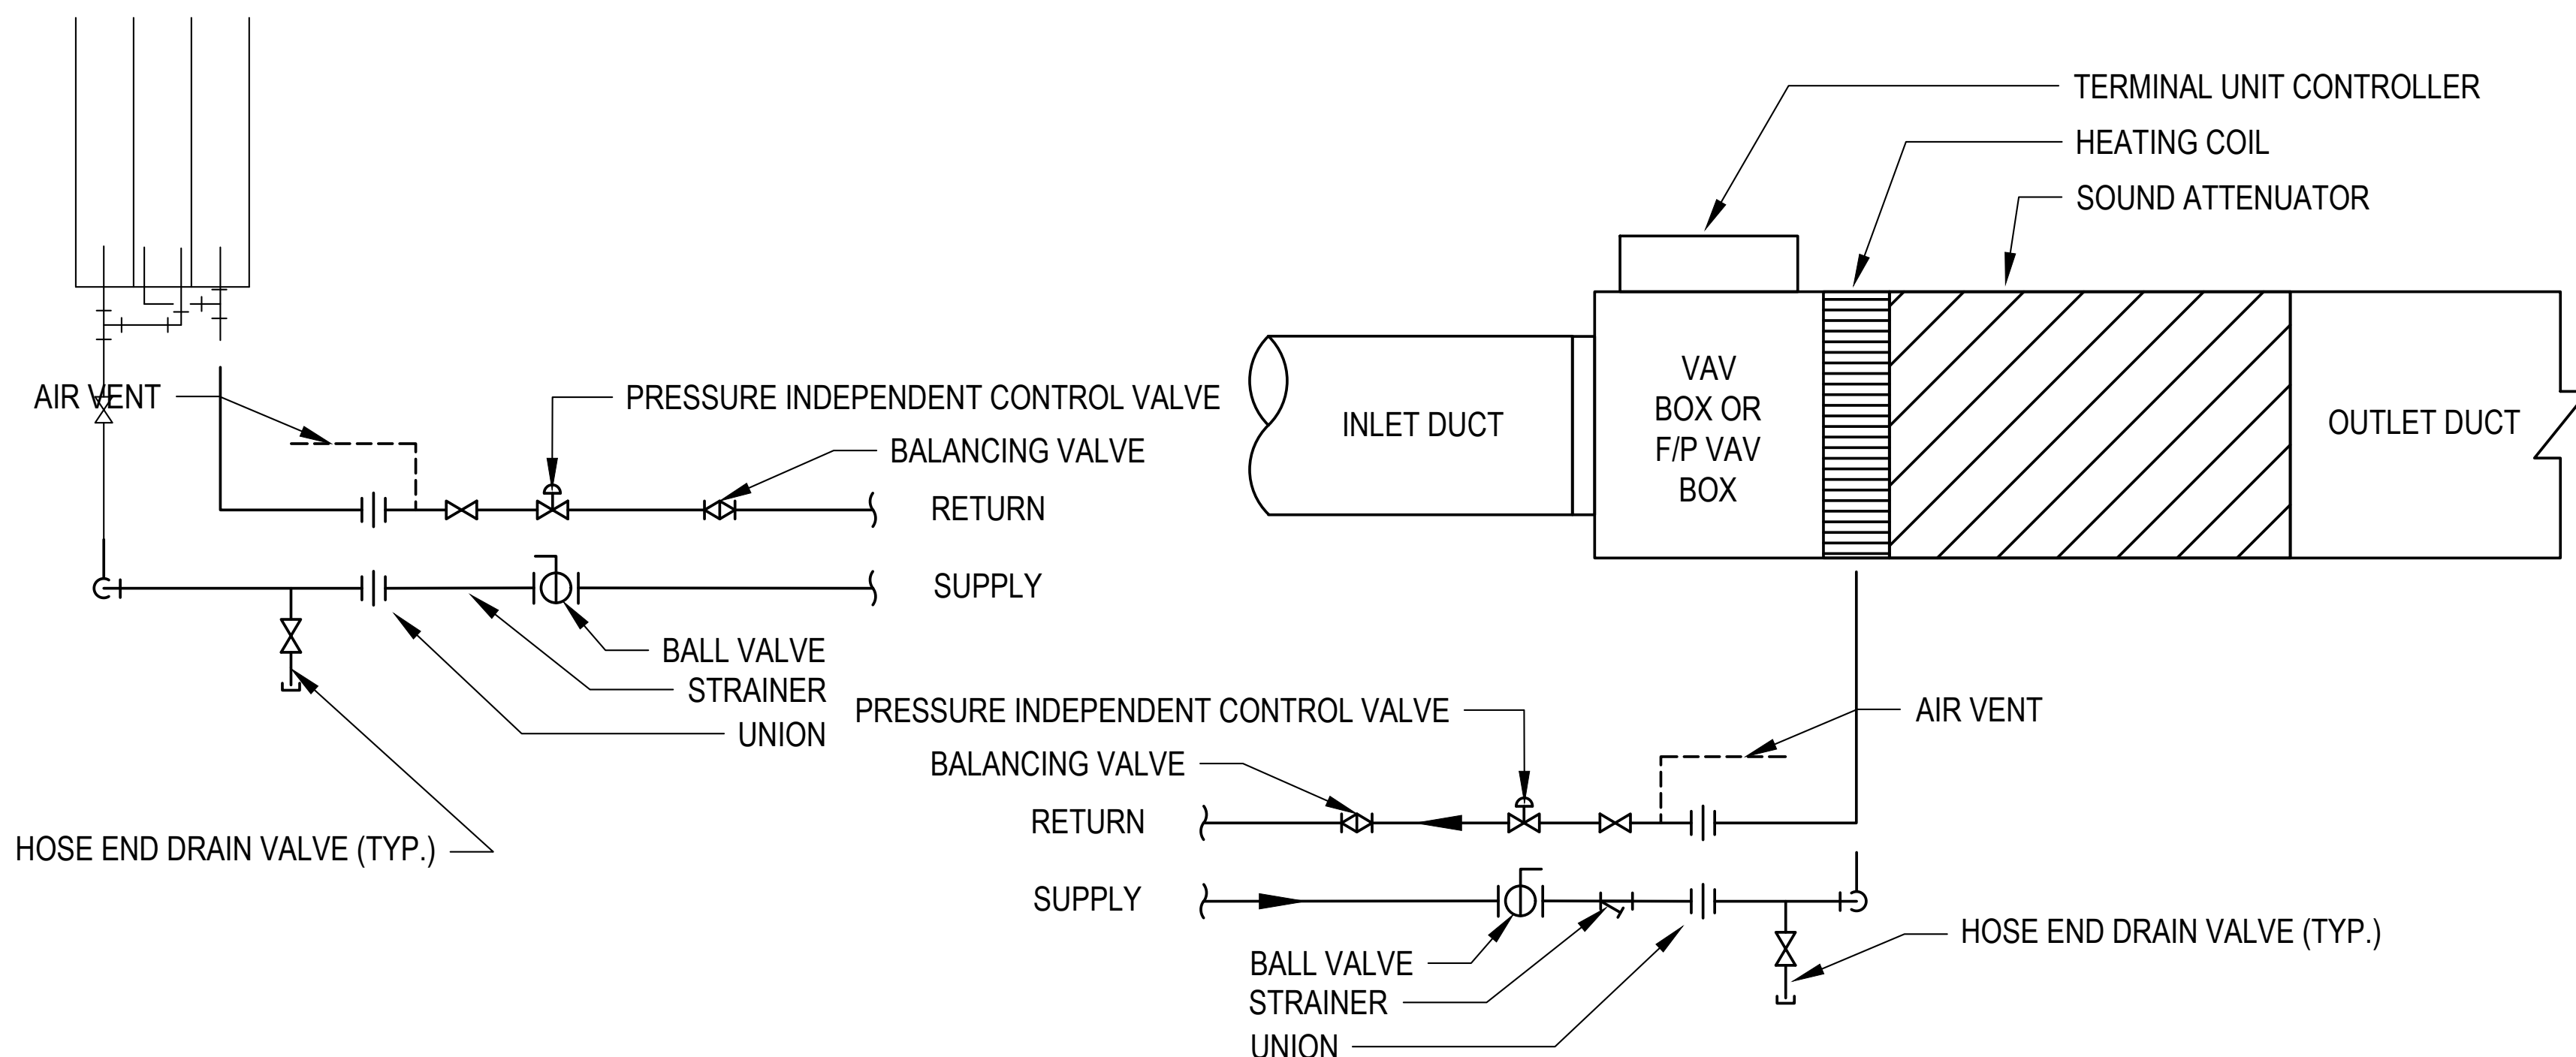 TERMINAL UNIT CONTROLLER
HEATING COIL
SOUND ATTENUATOR
AIR VENT
PRESSURE INDEPENDENT CONTROL VALVE
BALANCING VALVE
RETURN
SUPPLY
BALL VALVE
STRAINER
UNION
HOSE END DRAIN VALVE (TYP.)
INLET DUCT
VAV
BOX OR
F/P VAV
BOX
OUTLET DUCT
PRESSURE INDEPENDENT CONTROL VALVE
AIR VENT
BALANCING VALVE
RETURN
SUPPLY
HOSE END DRAIN VALVE (TYP.)
BALL VALVE
STRAINER
UNION